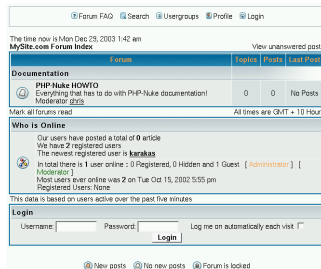 Forum FAQ Search Usergroups Profile Login
The time now is Mon Dec 29, 2003 1:42 am
MySite.com Forum Index View unanswered post
Forum Topics Posts Last Post
Documentation
PHP-Nuke HOWTO
Everything that has to do with PHP-Nuke documentation! 0 0 No Posts
Moderator chris
Mark all forums read All times are GMT + 10 Hour
Who is Online
Our users have posted a total of 0 article
We have 2 registered users
The newest registered user is karakas
In total there is 1 user online : 0 Registered, 0 Hidden and 1 Guest [ Administrator ] [
Moderator ]
Most users ever online was 2 on Tue Oct 15, 2002 5:55 pm
Registered Users: None
This data is based on users active over the past five minutes
Login
Username: Password: Log me on automatically each visit
Login
New posts No new posts Forum is locked